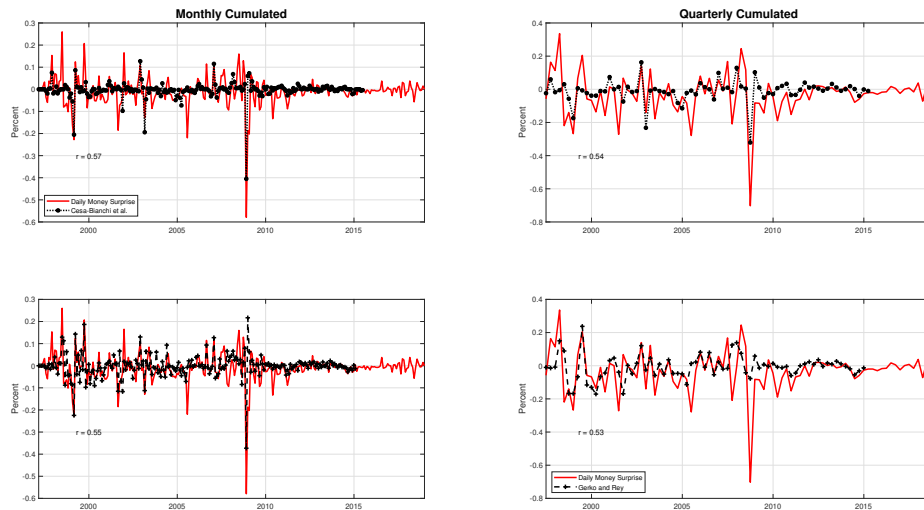 Monthly Cumulated
0.3
0.2
0.1
0
-0.1
-0.2
-0.3
-0.4
-0.5
-0.6
Percent
r = 0.57
Daily Money Surprise
Cesa-Bianchi et al.
2000 2005 2010 2015
Quarterly Cumulated
0.4
0.2
0
-0.2
-0.4
-0.6
-0.8
Percent
r = 0.54
2000 2005 2010 2015
0.3
0.2
0.1
0
-0.1
-0.2
-0.3
-0.4
-0.5
-0.6
Percent
r = 0.55
2000 2005 2010 2015
0.4
0.2
0
-0.2
-0.4
-0.6
-0.8
Percent
r = 0.53
Daily Money Surprise
Gerko and Rey
2000 2005 2010 2015